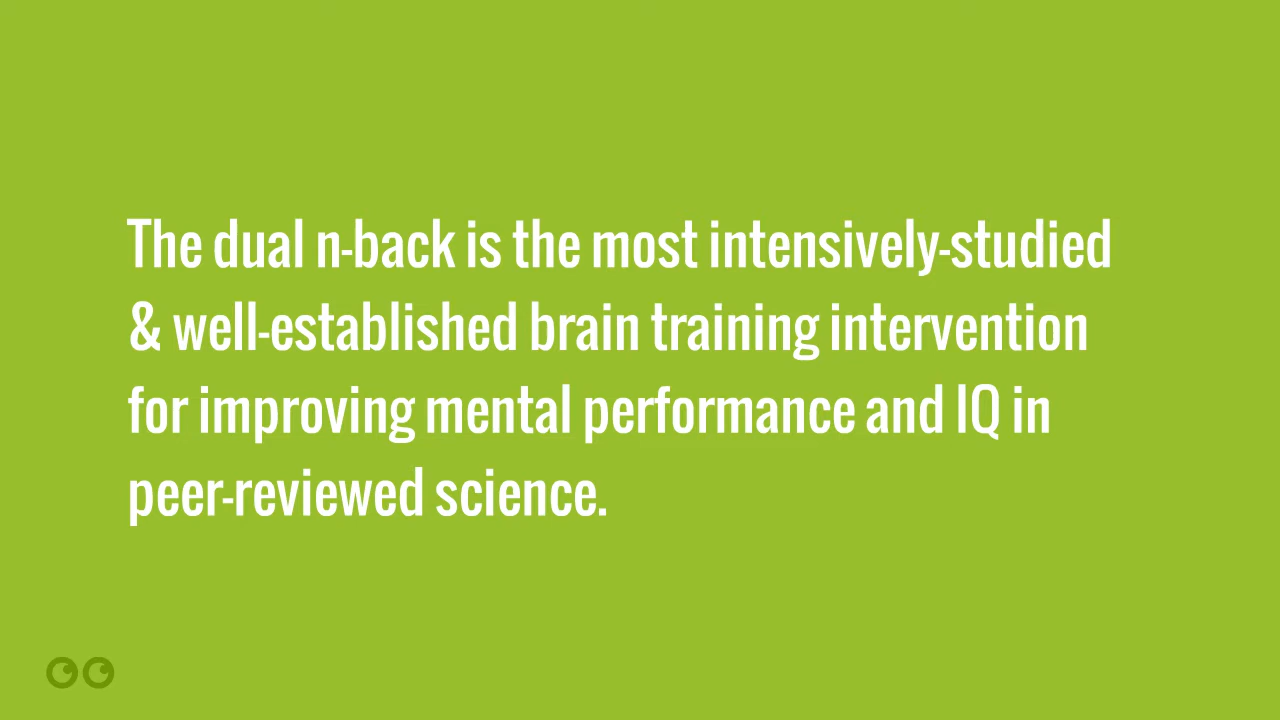 The dual n-back is the most intensively-studied
& well-established brain training intervention
for improving mental performance and IQ in
peer-reviewed science.